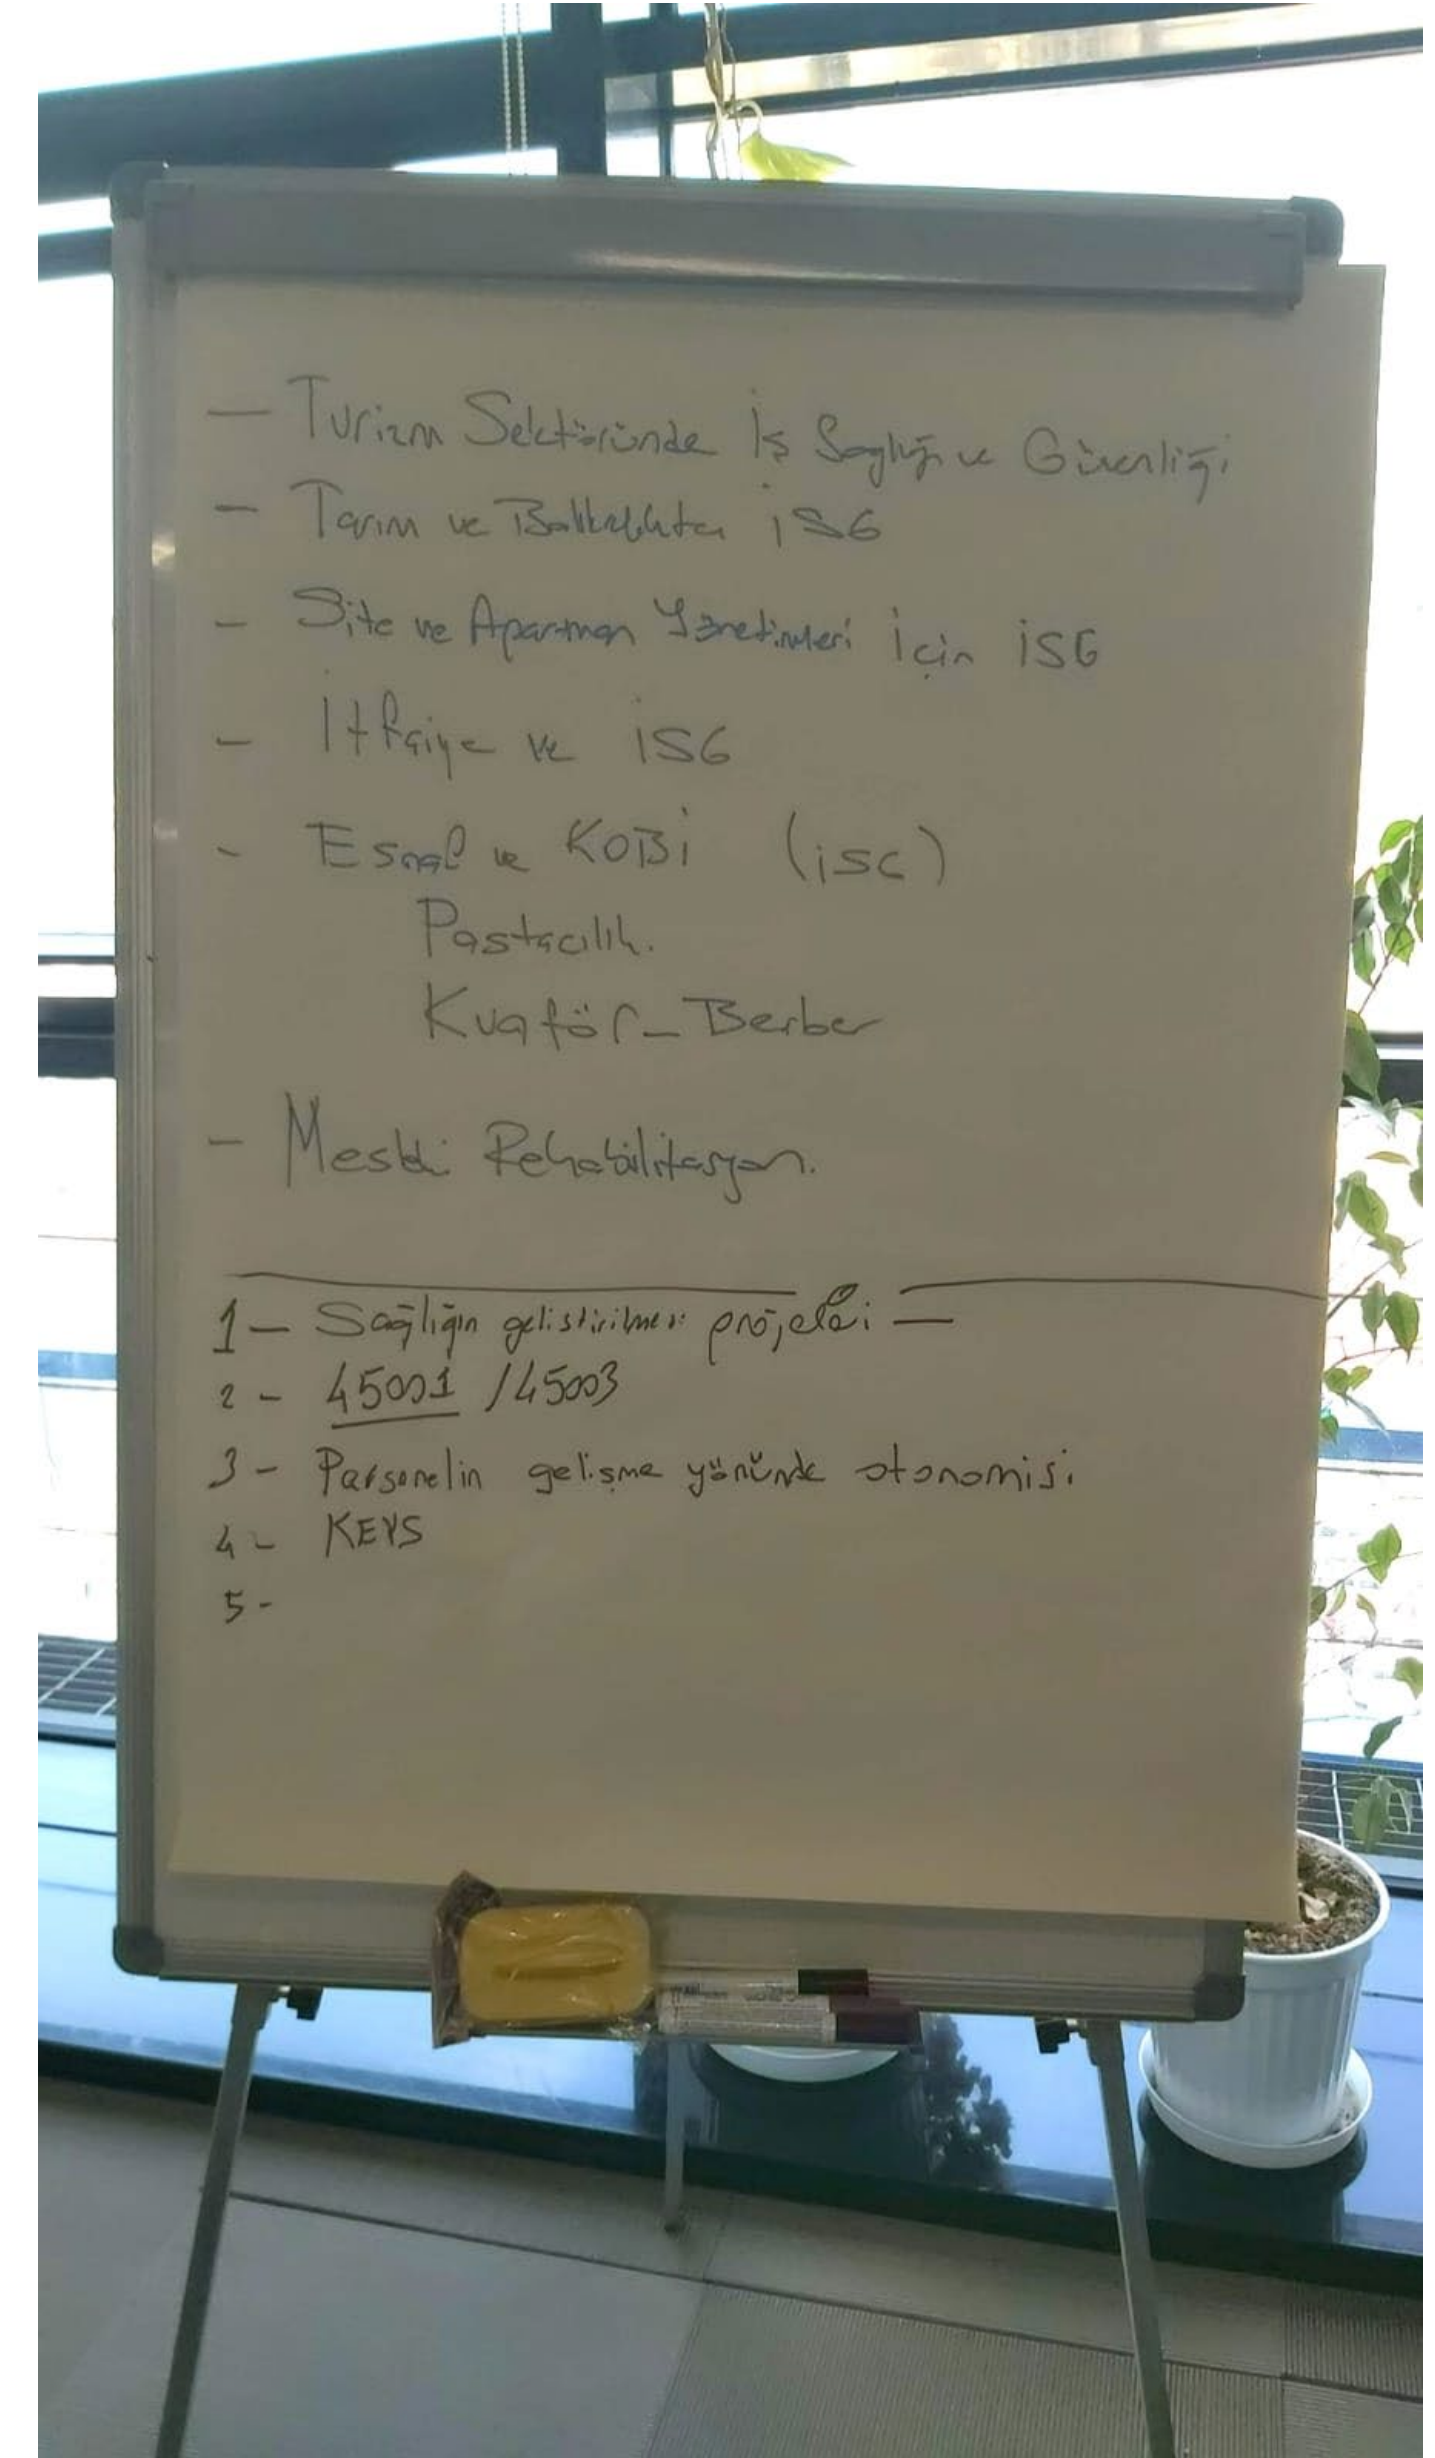 — Turizm Sektöründe İş Sağlığı ve Güvenliği
- Tarım ve Balıkçılıkta İSG
- Site ve Apartman Yönetimleri İçin İSG
- İtfaiye ve İSG
- Esnaf ve KOBİ (İSG)
Pastacılık.
Kuaför - Berber
- Mesleki Rehabilitasyon.
1 - Sağlığın geliştirilmesi projeleri —
2 - 45001 / 45003
3 - Personelin gelişme yönünde otonomisi
4 - KEYS
5 -